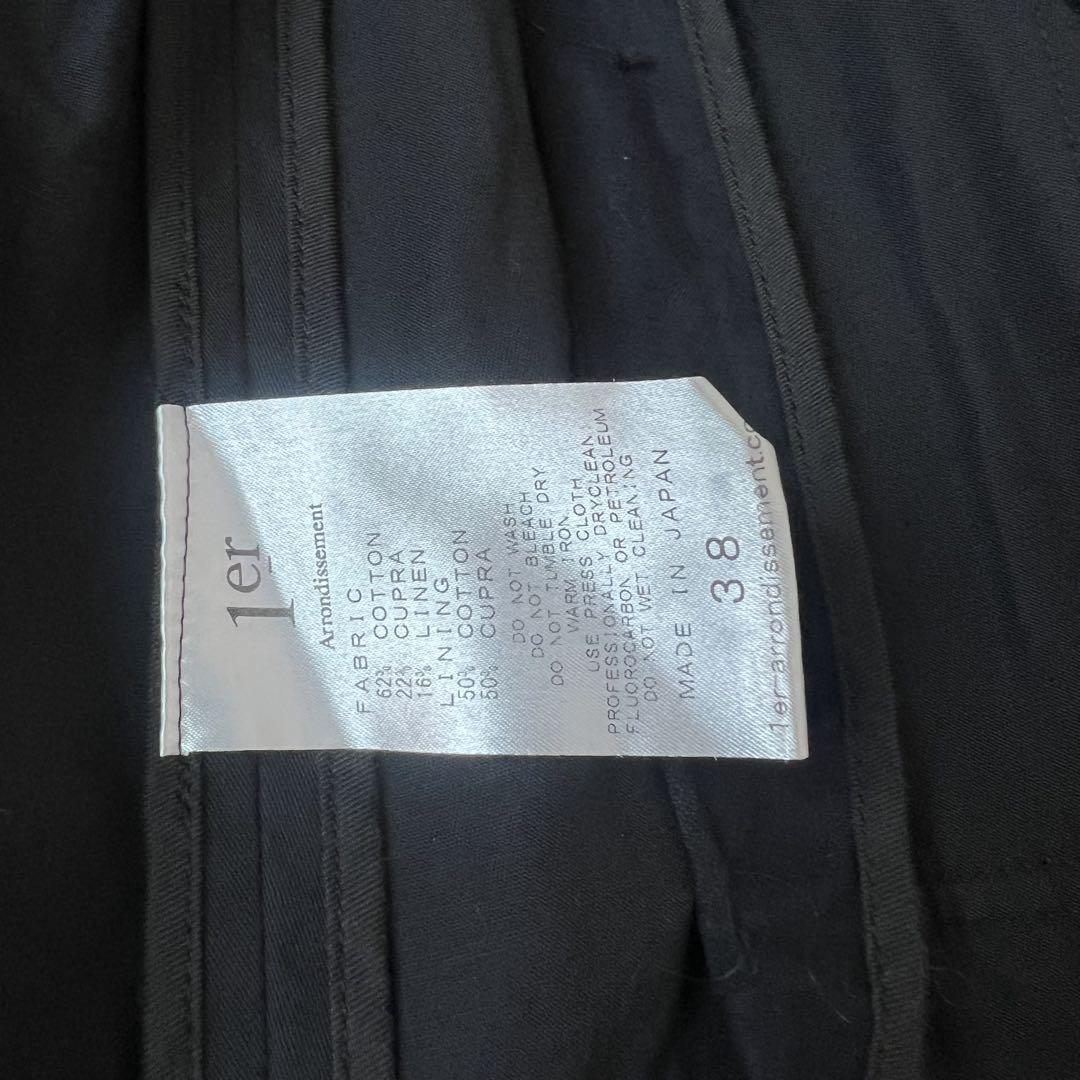 1er
Arrondissement
FABRIC
62% COTTON
22% CUPRA
16% LINEN
LINING
50% COTTON
50% CUPRA
DO NOT WASH
DO NOT BLEACH
DO NOT TUMBLE DRY
WARM IRON
USE PRESS CLOTH
PROFESSIONALLY DRYCLEAN.
FLUOROCARBON OR PETROLEUM
DO NOT WET CLEANING
MADE IN JAPAN
38
1er-arrondissement.co